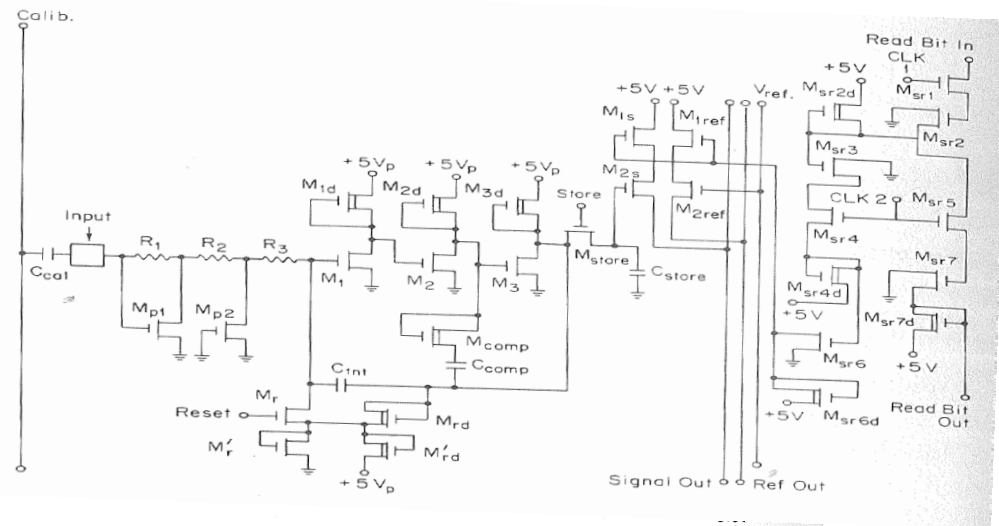 Calib.
Read Bit In
CLK
1
+5V
Msr1
Msr2d
Vref.
+5V +5V
M1s
M1ref
Msr2
Msr3
+5Vp
+5Vp
+5Vp
M1d
M2d
M3d
Store
M2s
M2ref
CLK 2
Msr5
Input
R1
R2
R3
Msr4
Mstore
Cstore
Msr7
Ccal
M1
M2
M3
Msr4d
+5V
Mp1
Mp2
Msr7d
Mcomp
Ccomp
Msr6
+5V
Cint
Mr
Reset
Mrd
+5V
Msr6d
Read Bit
Out
M'r
M'rd
+5Vp
Signal Out
Ref Out